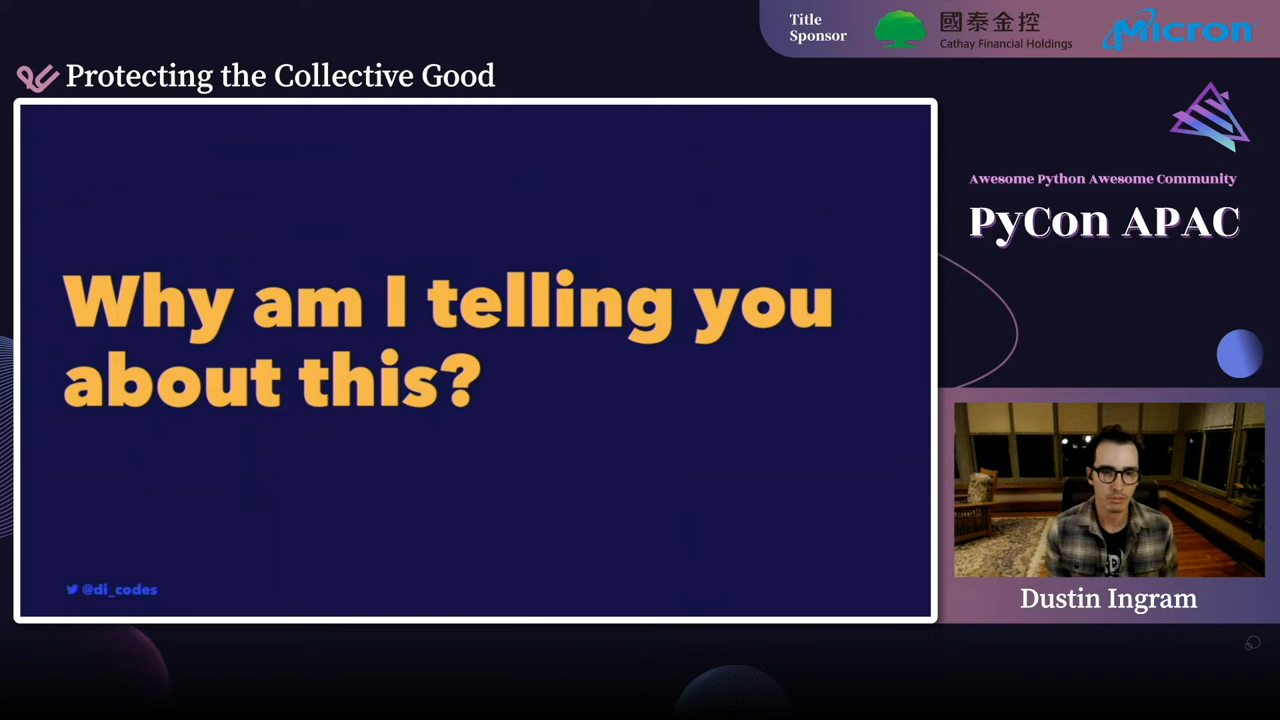 Title
Sponsor
國泰金控
Cathay Financial Holdings
Micron
Protecting the Collective Good
Awesome Python Awesome Community
PyCon APAC
Why am I telling you
about this?
@di_codes
Dustin Ingram